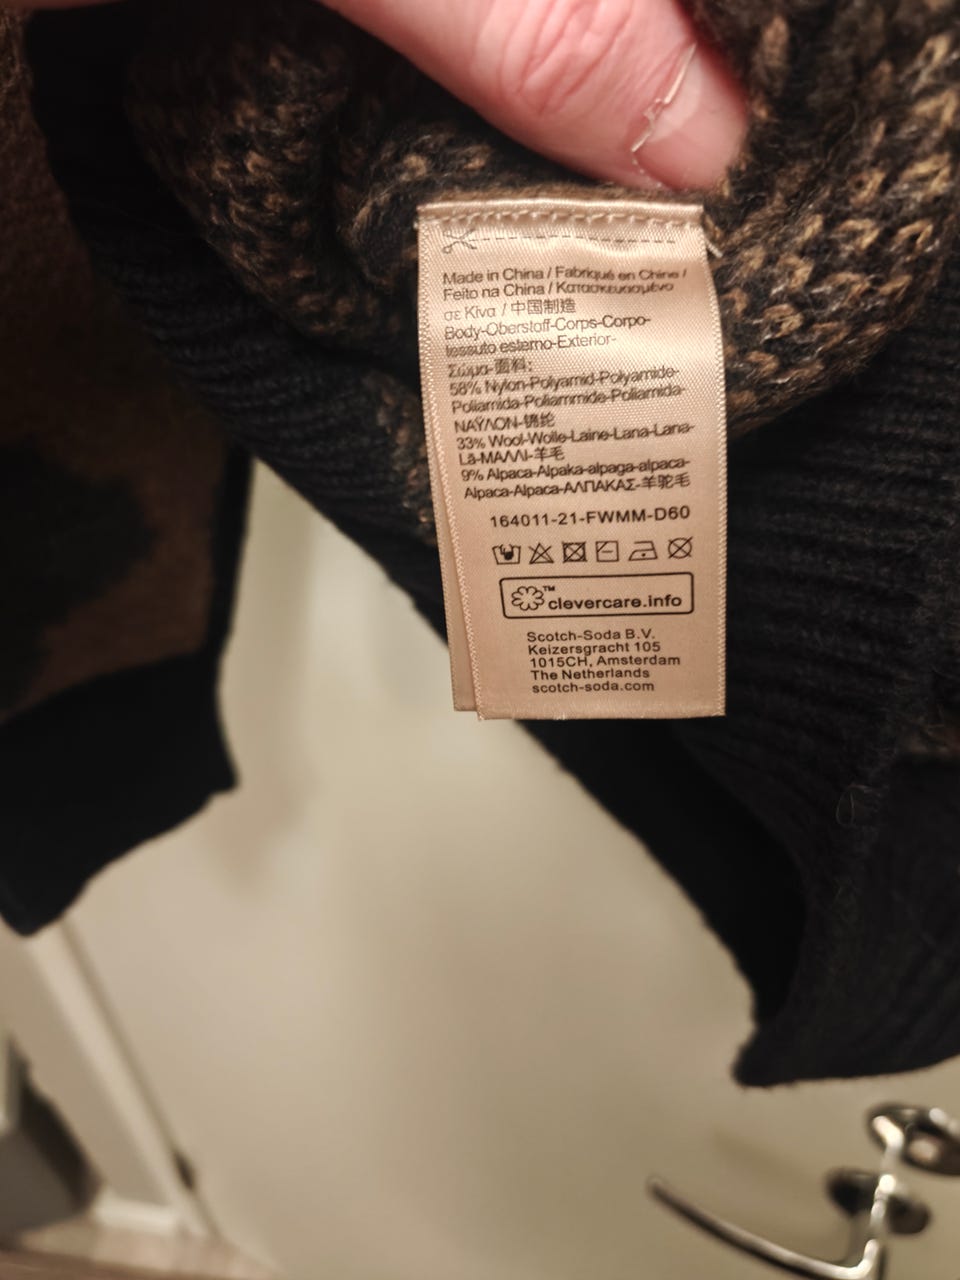 Made in China / Fabriqué en Chine /
Feito na China / Κατασκευασμένο
σε Κίνα / 中国制造
Body-Oberstoff-Corps-Corpo-
tessuto esterno-Exterior-
Σώμα-面料:
58% Nylon-Polyamid-Polyamide-
Poliamida-Poliammide-Poliamida-
ΝΑΫΛΟΝ-锦纶
33% Wool-Wolle-Laine-Lana-Lana-
Lã-ΜΑΛΛΙ-羊毛
9% Alpaca-Alpaka-alpaga-alpaca-
Alpaca-Alpaca-ΑΛΠΑΚΑΣ-羊驼毛
164011-21-FWMM-D60
™
clevercare.info
Scotch-Soda B.V.
Keizersgracht 105
1015CH, Amsterdam
The Netherlands
scotch-soda.com